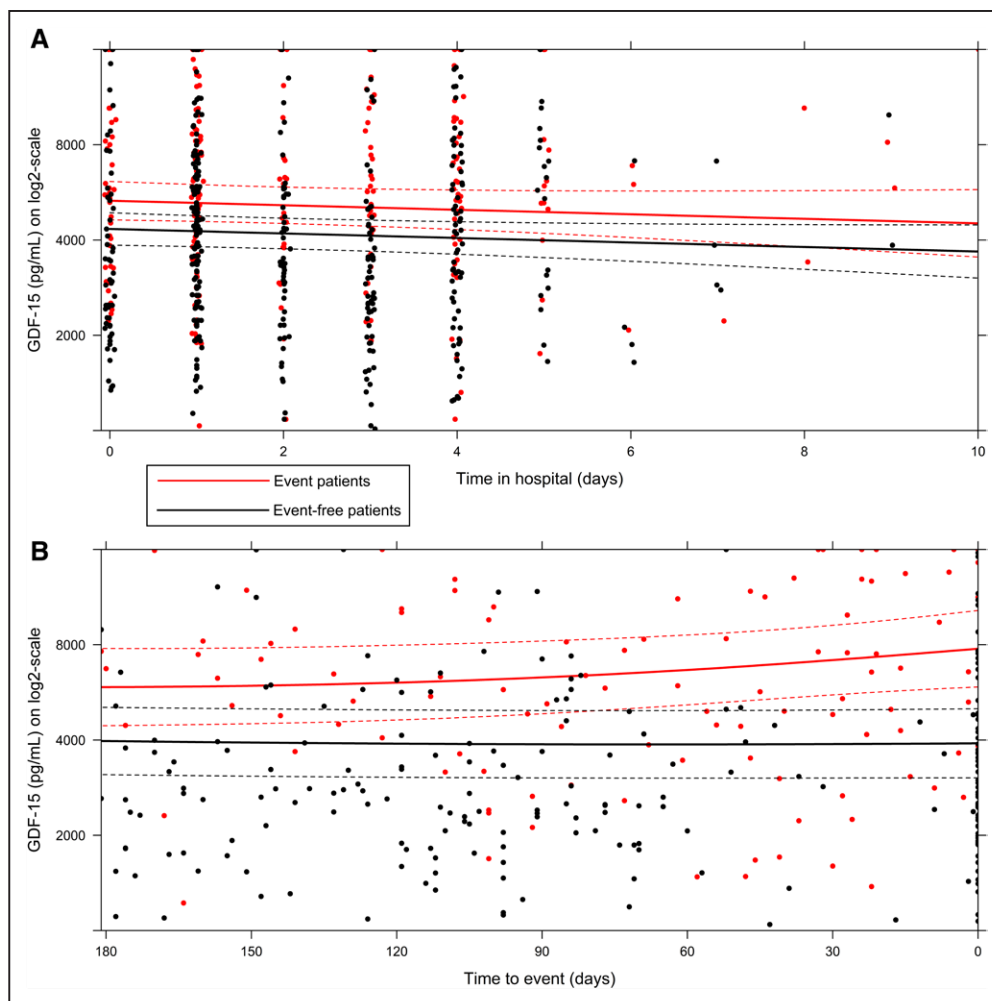 A
GDF-15 (pg/mL) on log2-scale
8000
4000
2000
0 2 4 6 8 10
Time in hospital (days)
Event patients
Event-free patients
B
GDF-15 (pg/mL) on log2-scale
8000
4000
2000
180 150 120 90 60 30 0
Time to event (days)